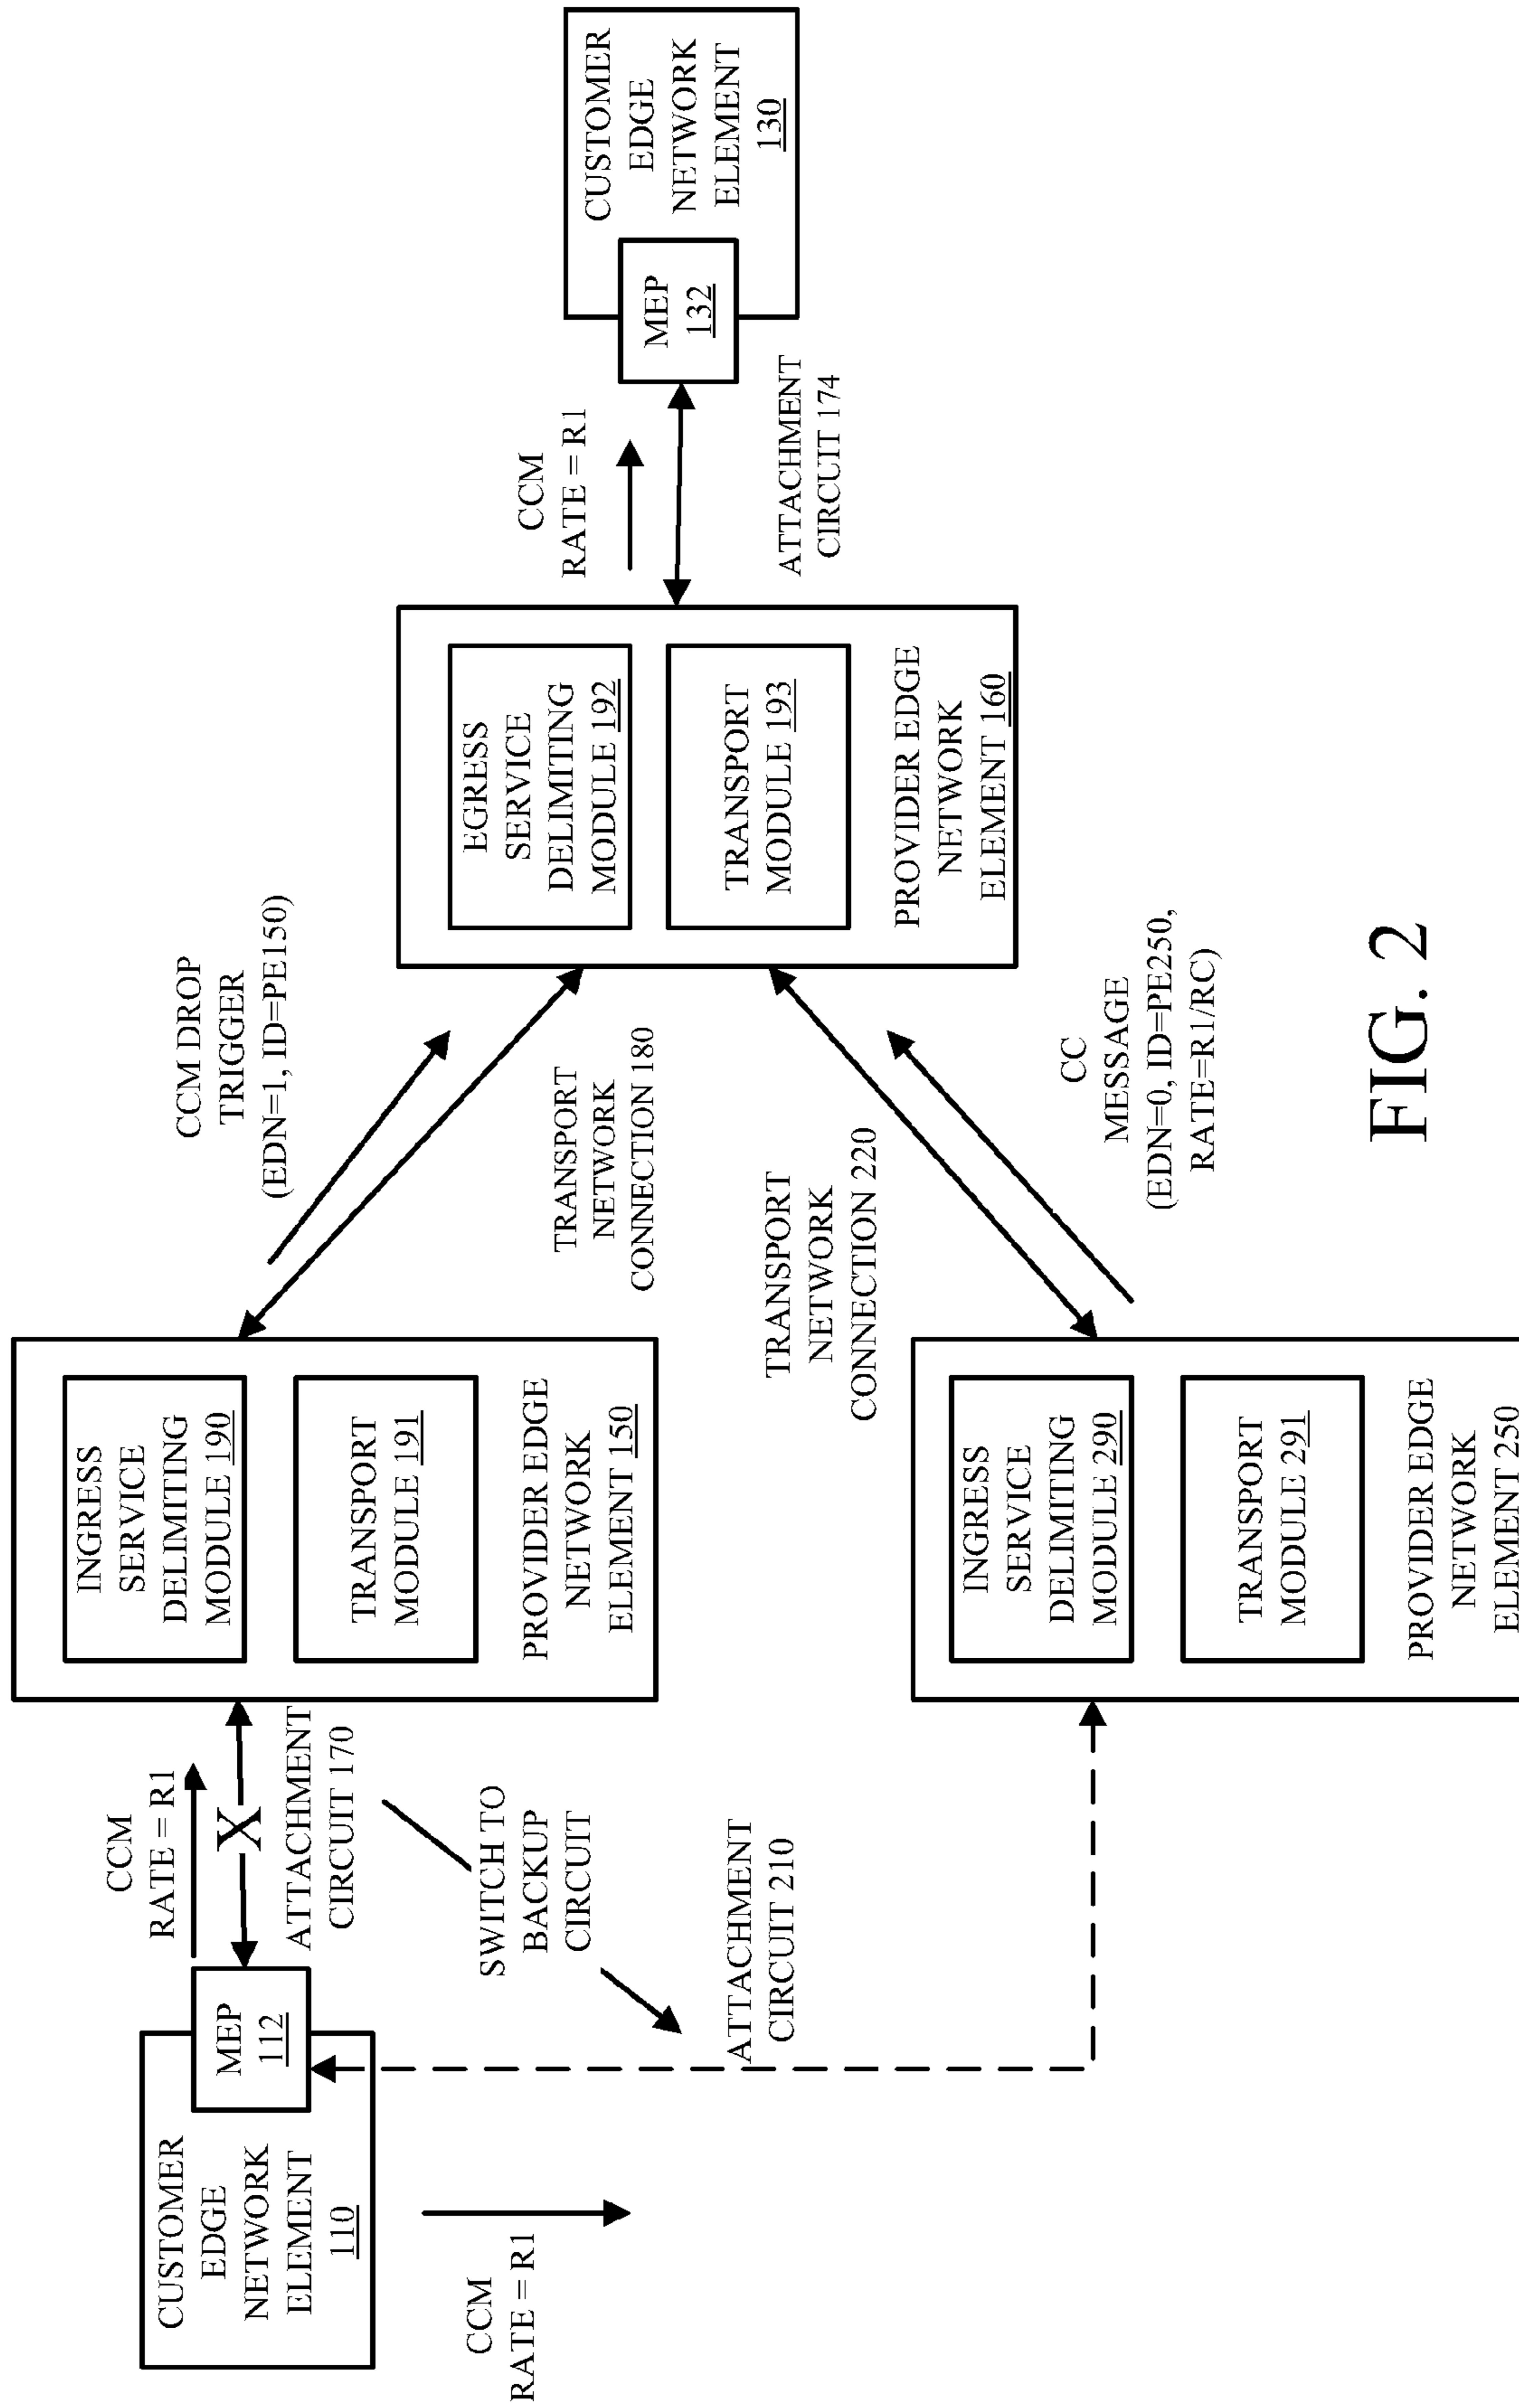 CUSTOMER
EDGE
NETWORK
ELEMENT
110
MEP
112
CCM
RATE = R1
CCM
RATE = R1
X
ATTACHMENT
CIRCUIT 170
SWITCH TO
BACKUP
CIRCUIT
ATTACHMENT
CIRCUIT 210
INGRESS
SERVICE
DELIMITING
MODULE 190
TRANSPORT
MODULE 191
PROVIDER EDGE
NETWORK
ELEMENT 150
INGRESS
SERVICE
DELIMITING
MODULE 290
TRANSPORT
MODULE 291
PROVIDER EDGE
NETWORK
ELEMENT 250
CCM DROP
TRIGGER
(EDN=1, ID=PE150)
TRANSPORT
NETWORK
CONNECTION 180
TRANSPORT
NETWORK
CONNECTION 220
CC
MESSAGE
(EDN=0, ID=PE250,
RATE=R1/RC)
EGRESS
SERVICE
DELIMITING
MODULE 192
TRANSPORT
MODULE 193
PROVIDER EDGE
NETWORK
ELEMENT 160
CCM
RATE = R1
ATTACHMENT
CIRCUIT 174
MEP
132
CUSTOMER
EDGE
NETWORK
ELEMENT
130
FIG. 2